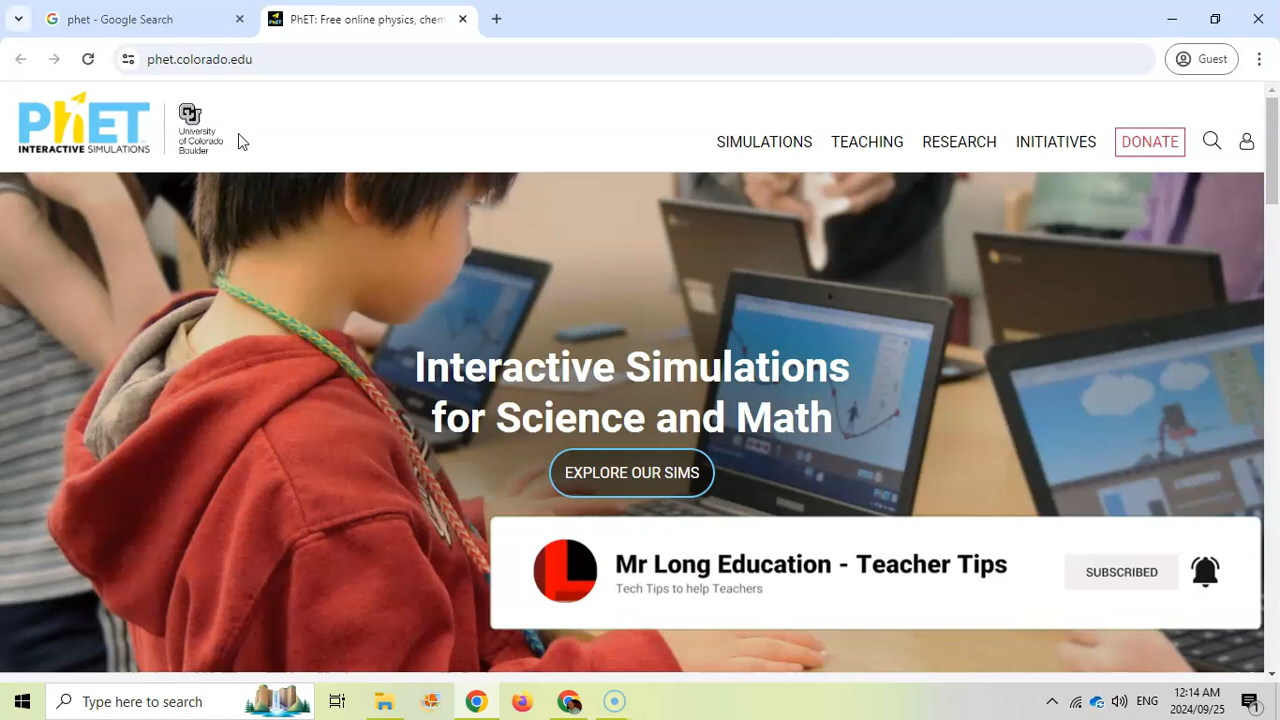 phet - Google Search
PhET: Free online physics, chem
phet.colorado.edu
Guest
PhET
INTERACTIVE SIMULATIONS
CU
University
of Colorado
Boulder
SIMULATIONS TEACHING RESEARCH INITIATIVES DONATE
Interactive Simulations
for Science and Math
EXPLORE OUR SIMS
Mr Long Education - Teacher Tips
Tech Tips to help Teachers
SUBSCRIBED
Type here to search
ENG
12:14 AM
2024/09/25
1